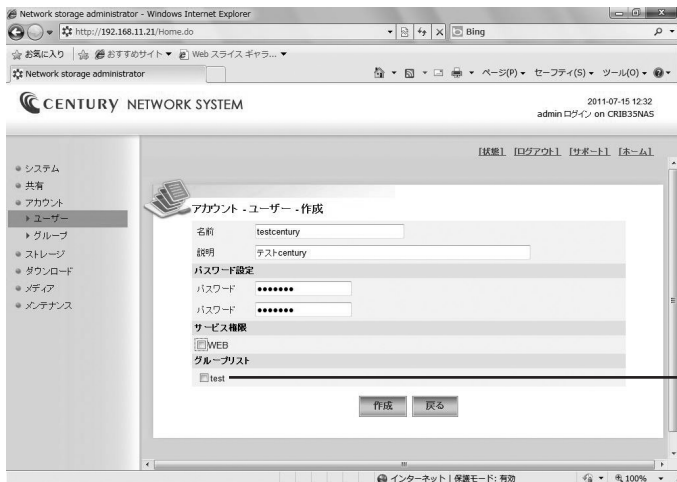 Network storage administrator - Windows Internet Explorer
http://192.168.11.21/Home.do
Bing
お気に入り
おすすめサイト ▼
Web スライス ギャラ... ▼
Network storage administrator
ページ(P) ▼ セーフティ(S) ▼ ツール(O) ▼
CENTURY NETWORK SYSTEM
2011-07-15 12:32
admin ログイン on CRIB35NAS
[状態] [ログアウト] [サポート] [ホーム]
システム
共有
アカウント
ユーザー
グループ
ストレージ
ダウンロード
メディア
メンテナンス
アカウント - ユーザー - 作成
名前 testcentury
説明 テストcentury
パスワード設定
パスワード ●●●●●●●
パスワード ●●●●●●●
サービス権限
WEB
グループリスト
test
作成 戻る
インターネット | 保護モード: 有効
100% ▼